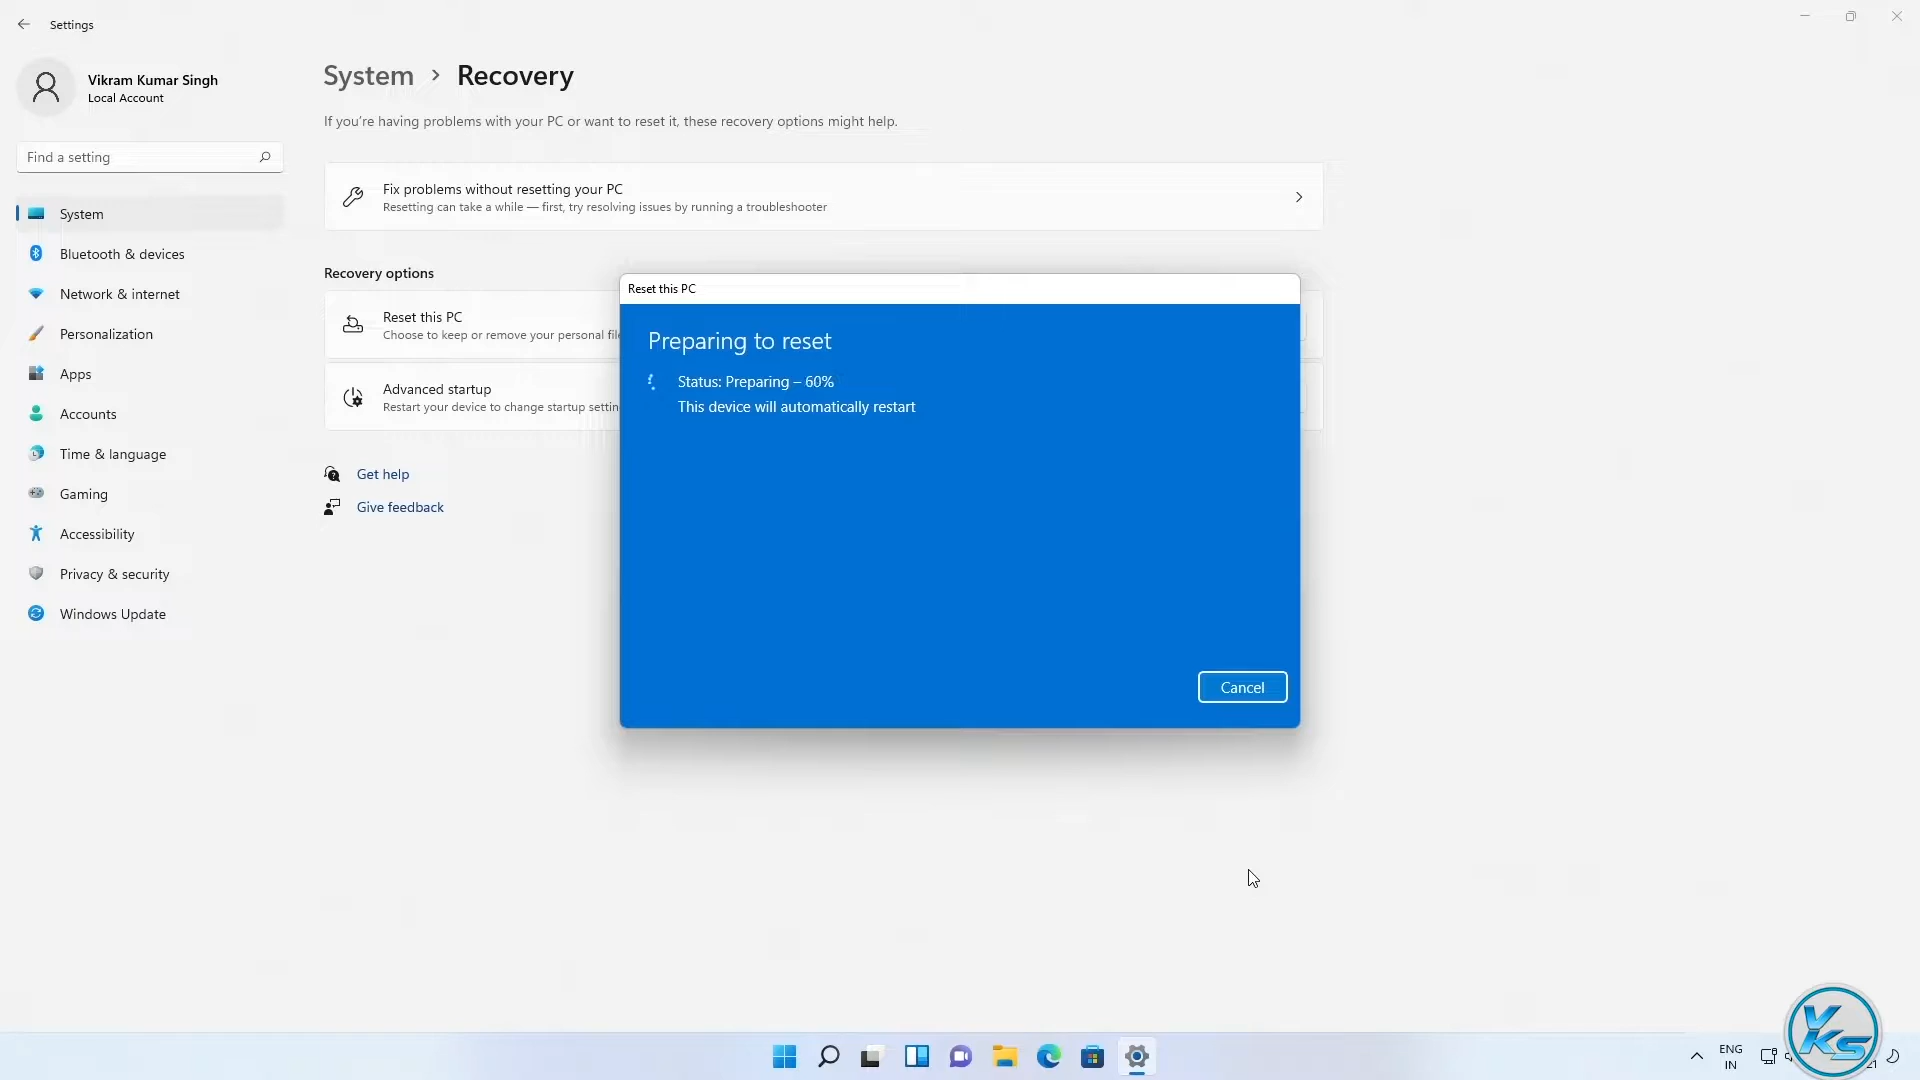 Settings
Vikram Kumar Singh
Local Account
Find a setting
System
Bluetooth & devices
Network & internet
Personalization
Apps
Accounts
Time & language
Gaming
Accessibility
Privacy & security
Windows Update
System › Recovery
If you're having problems with your PC or want to reset it, these recovery options might help.
Fix problems without resetting your PC
Resetting can take a while — first, try resolving issues by running a troubleshooter
Recovery options
Reset this PC
Choose to keep or remove your personal
Advanced startup
Restart your device to change startup
Get help
Give feedback
Reset this PC
Preparing to reset
Status: Preparing – 60%
This device will automatically restart
Cancel
ENG
IN
VKS